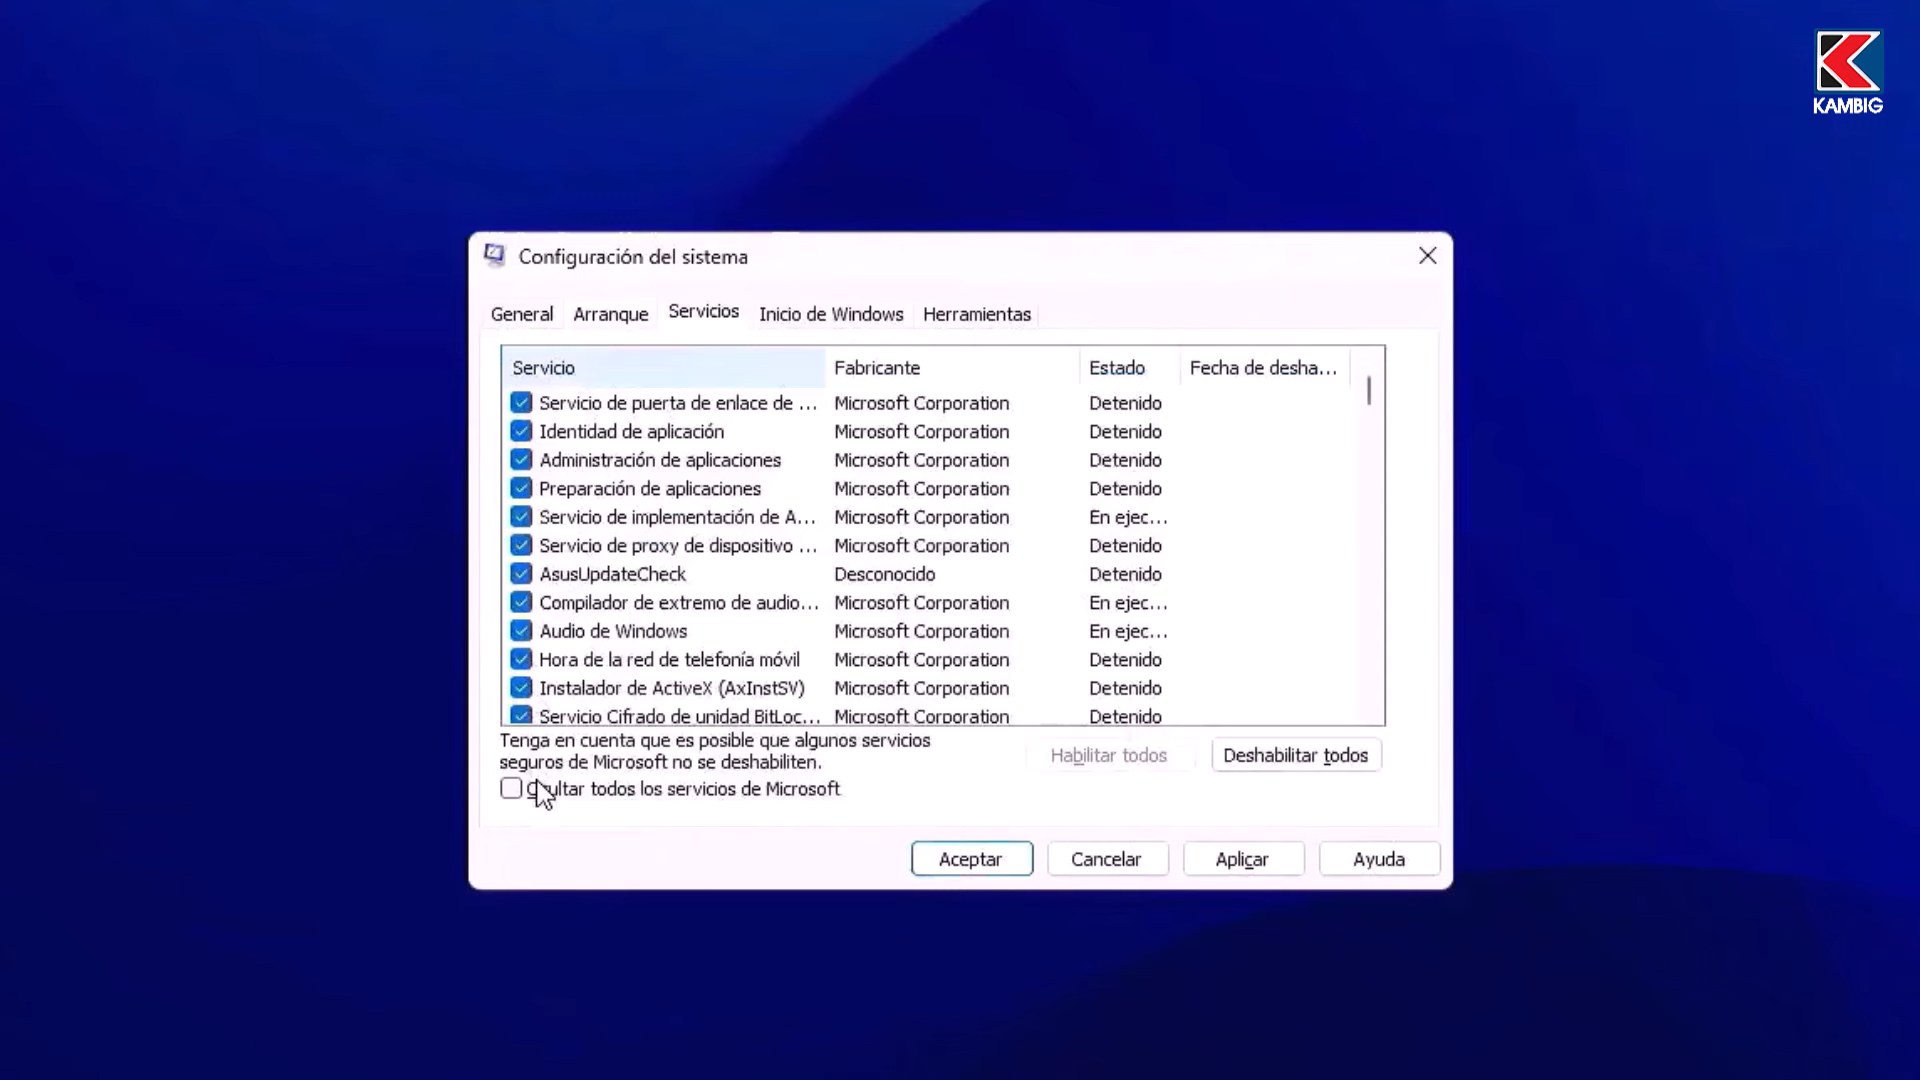 KAMBIG
Configuración del sistema
General Arranque Servicios Inicio de Windows Herramientas
Servicio Fabricante Estado Fecha de desha...
Servicio de puerta de enlace de ... Microsoft Corporation Detenido
Identidad de aplicación Microsoft Corporation Detenido
Administración de aplicaciones Microsoft Corporation Detenido
Preparación de aplicaciones Microsoft Corporation Detenido
Servicio de implementación de A... Microsoft Corporation En ejec...
Servicio de proxy de dispositivo ... Microsoft Corporation Detenido
AsusUpdateCheck Desconocido Detenido
Compilador de extremo de audio... Microsoft Corporation En ejec...
Audio de Windows Microsoft Corporation En ejec...
Hora de la red de telefonía móvil Microsoft Corporation Detenido
Instalador de ActiveX (AxInstSV) Microsoft Corporation Detenido
Servicio Cifrado de unidad BitLoc... Microsoft Corporation Detenido
Tenga en cuenta que es posible que algunos servicios
seguros de Microsoft no se deshabiliten.
Habilitar todos Deshabilitar todos
Ocultar todos los servicios de Microsoft
Aceptar Cancelar Aplicar Ayuda